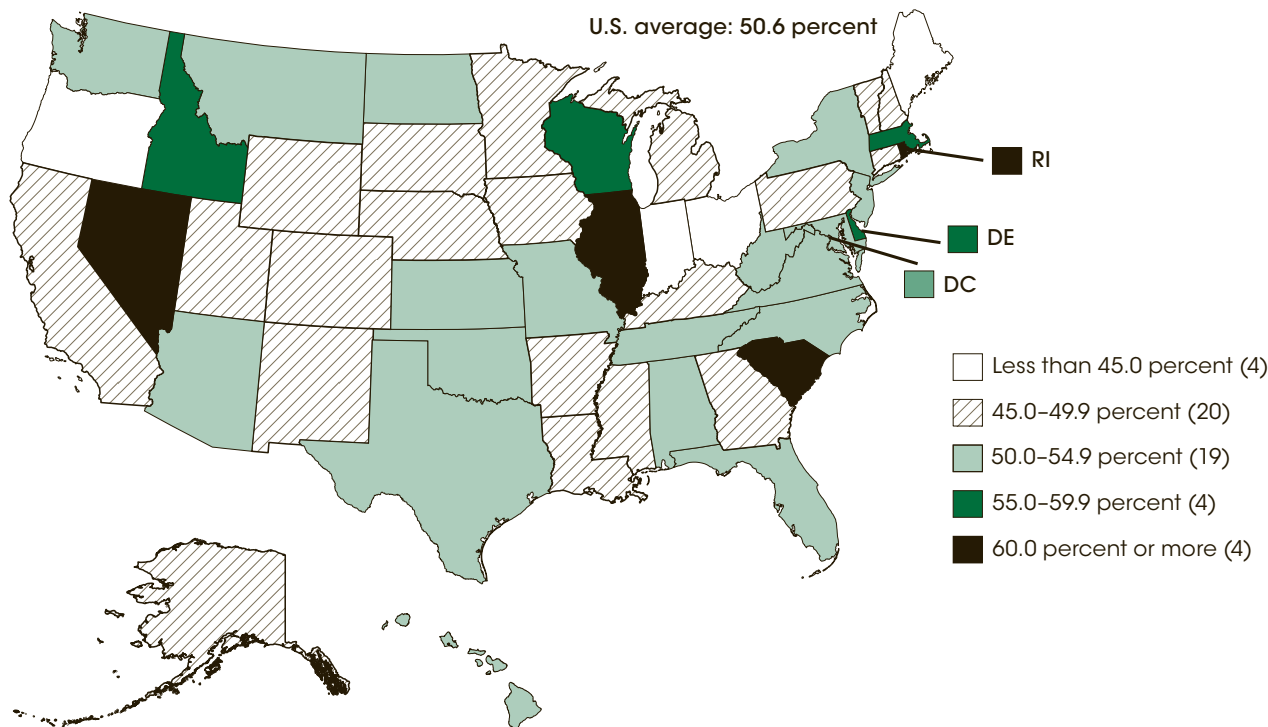 U.S. average: 50.6 percent
RI
DE
DC
Less than 45.0 percent (4)
45.0–49.9 percent (20)
50.0–54.9 percent (19)
55.0–59.9 percent (4)
60.0 percent or more (4)